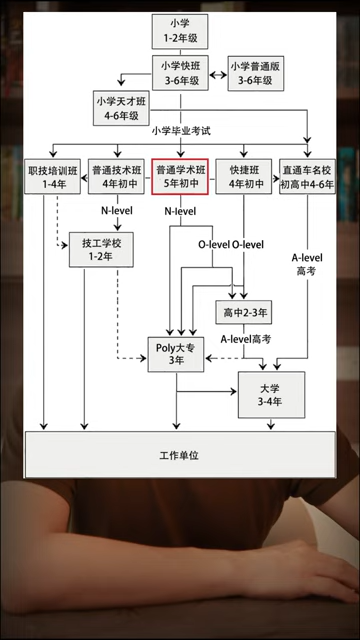 小学
1-2年级
小学快班
3-6年级
小学普通版
3-6年级
小学天才班
4-6年级
小学毕业考试
职技培训班
1-4年
普通技术班
4年初中
普通学术班
5年初中
快捷班
4年初中
直通车名校
初高中4-6年
N-level
N-level
技工学校
1-2年
O-level
O-level
A-level
高考
高中2-3年
A-level高考
Poly大专
3年
大学
3-4年
工作单位